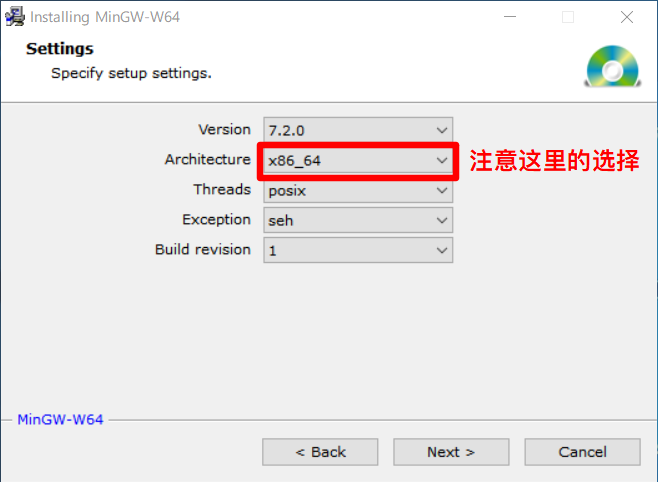 Installing MinGW-W64
Settings
Specify setup settings.
Version 7.2.0
Architecture x86_64 注意这里的选择
Threads posix
Exception seh
Build revision 1
MinGW-W64
< Back Next > Cancel